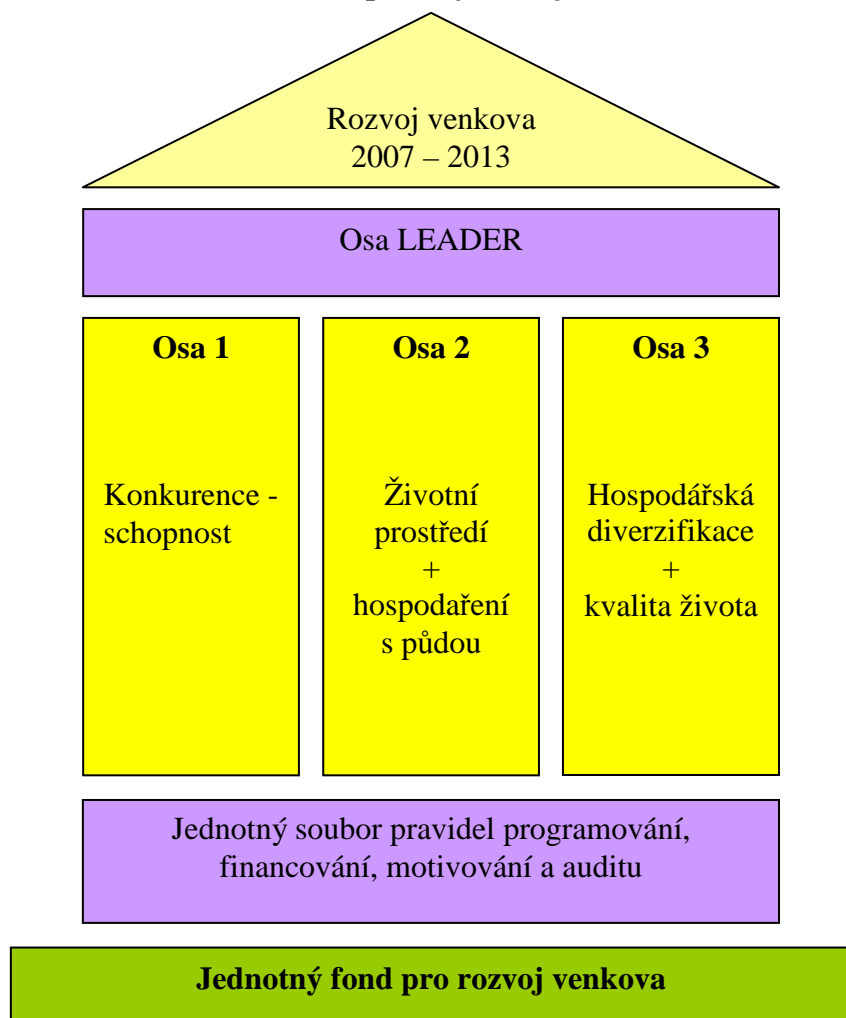 Rozvoj venkova
2007 – 2013
Osa LEADER
Osa 1
Konkurence -
schopnost
Osa 2
Životní
prostředí
+
hospodaření
s půdou
Osa 3
Hospodářská
diverzifikace
+
kvalita života
Jednotný soubor pravidel programování,
financování, motivování a auditu
Jednotný fond pro rozvoj venkova